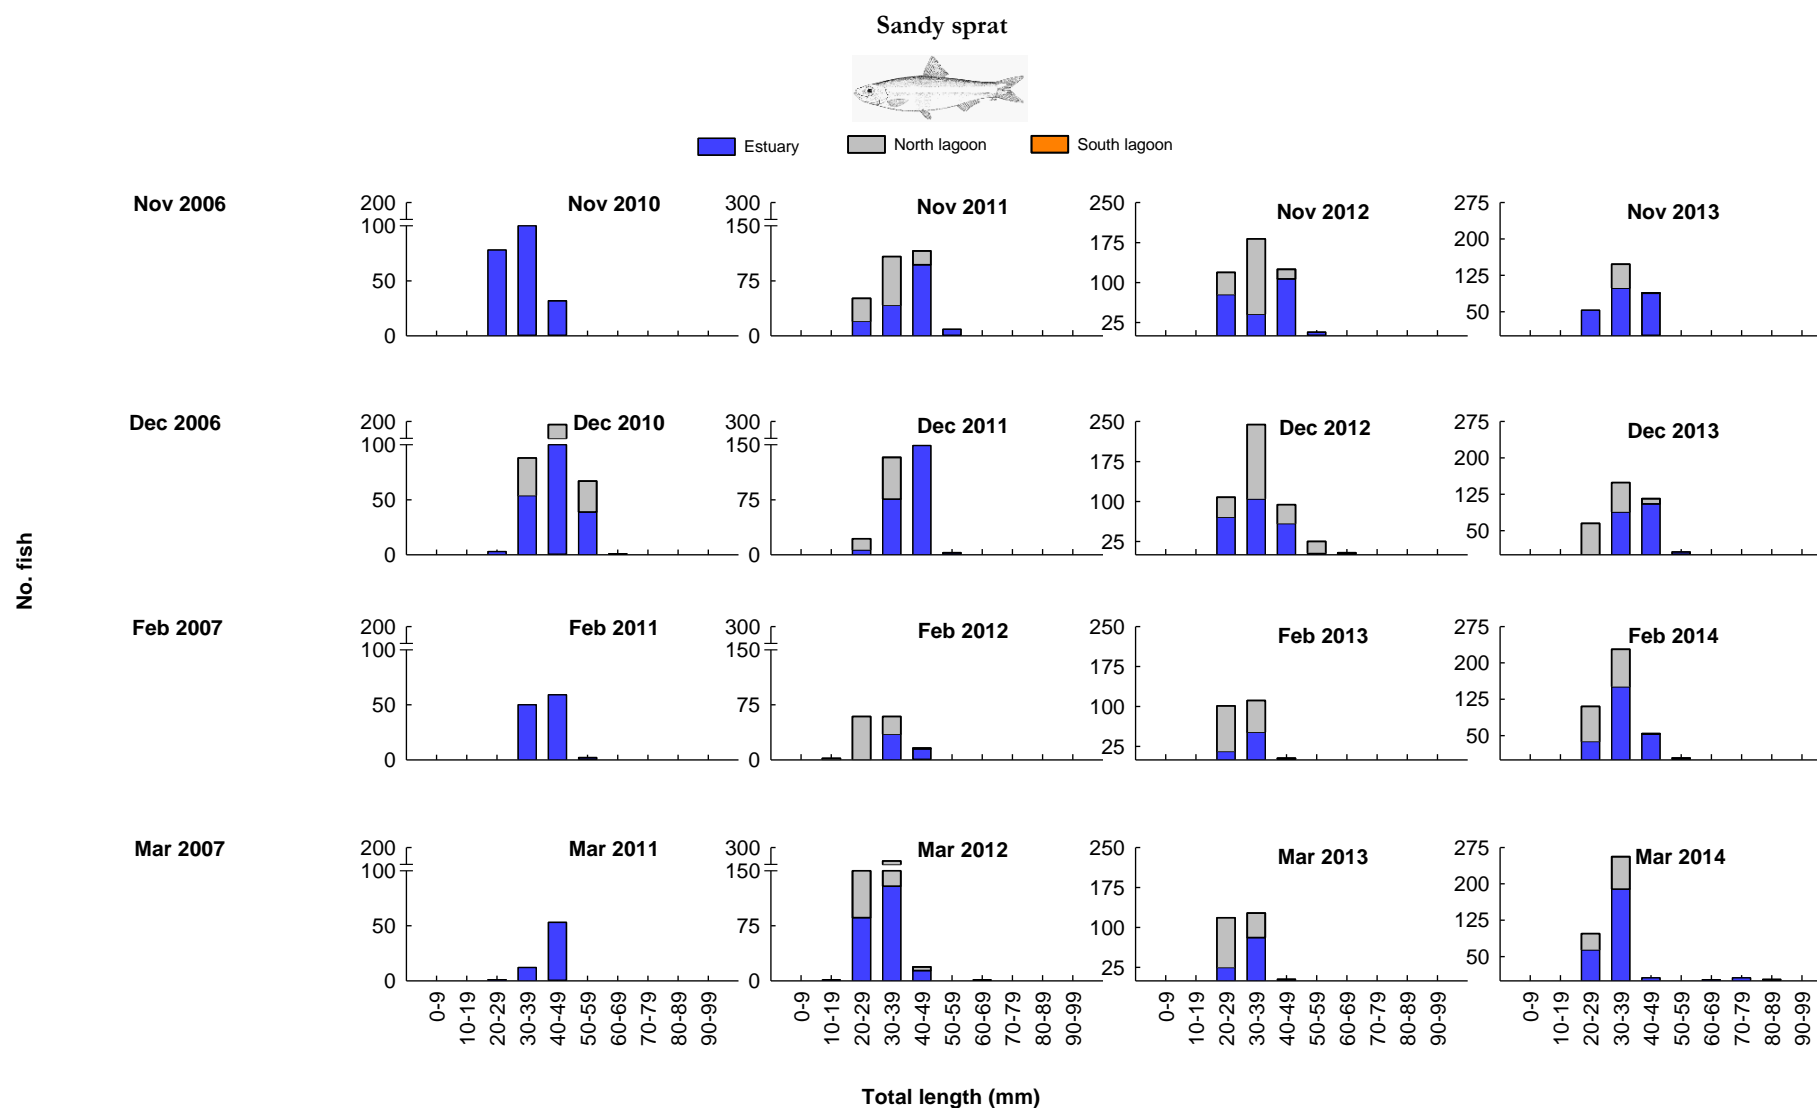 Sandy sprat
Estuary North lagoon South lagoon
Nov 2006 Nov 2010 Nov 2011 Nov 2012 Nov 2013
200 300 250 275
100 150 175 200
50 75 100 125
0 0 25 50
Dec 2006 Dec 2010 Dec 2011 Dec 2012 Dec 2013
200 300 250 275
100 150 175 200
50 75 100 125
0 0 25 50
No. fish
Feb 2007 Feb 2011 Feb 2012 Feb 2013 Feb 2014
200 300 250 275
100 150 175 200
50 75 100 125
0 0 25 50
Mar 2007 Mar 2011 Mar 2012 Mar 2013 Mar 2014
200 300 250 275
100 150 175 200
50 75 100 125
0 0 25 50
0-9 10-19 20-29 30-39 40-49 50-59 60-69 70-79 80-89 90-99
0-9 10-19 20-29 30-39 40-49 50-59 60-69 70-79 80-89 90-99
0-9 10-19 20-29 30-39 40-49 50-59 60-69 70-79 80-89 90-99
0-9 10-19 20-29 30-39 40-49 50-59 60-69 70-79 80-89 90-99
Total length (mm)